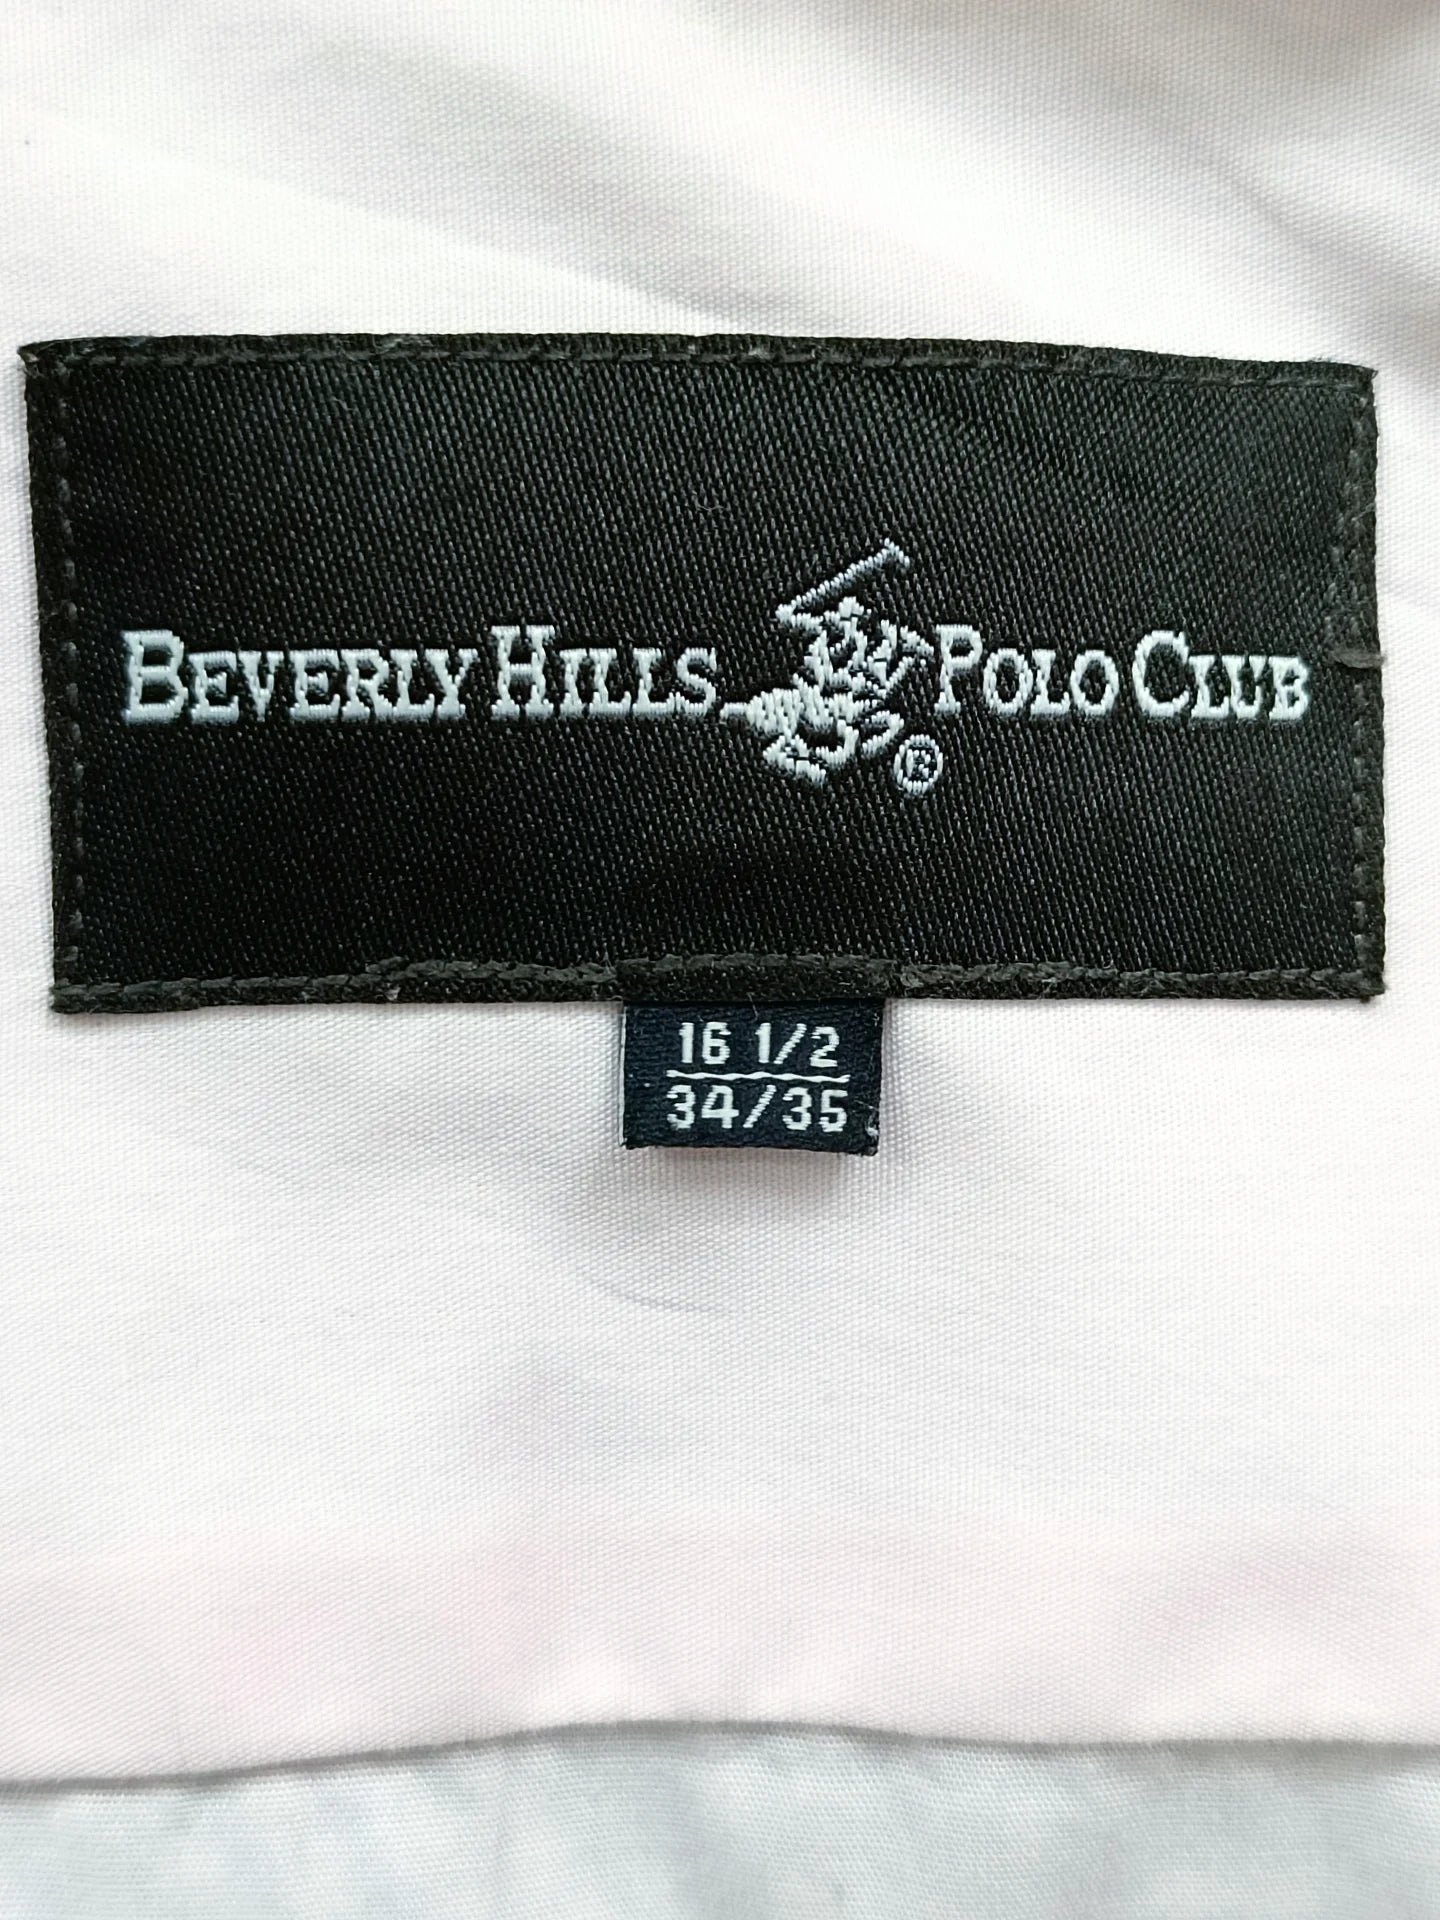 BEVERLY HILLS POLO CLUB
®
16 1/2
34/35